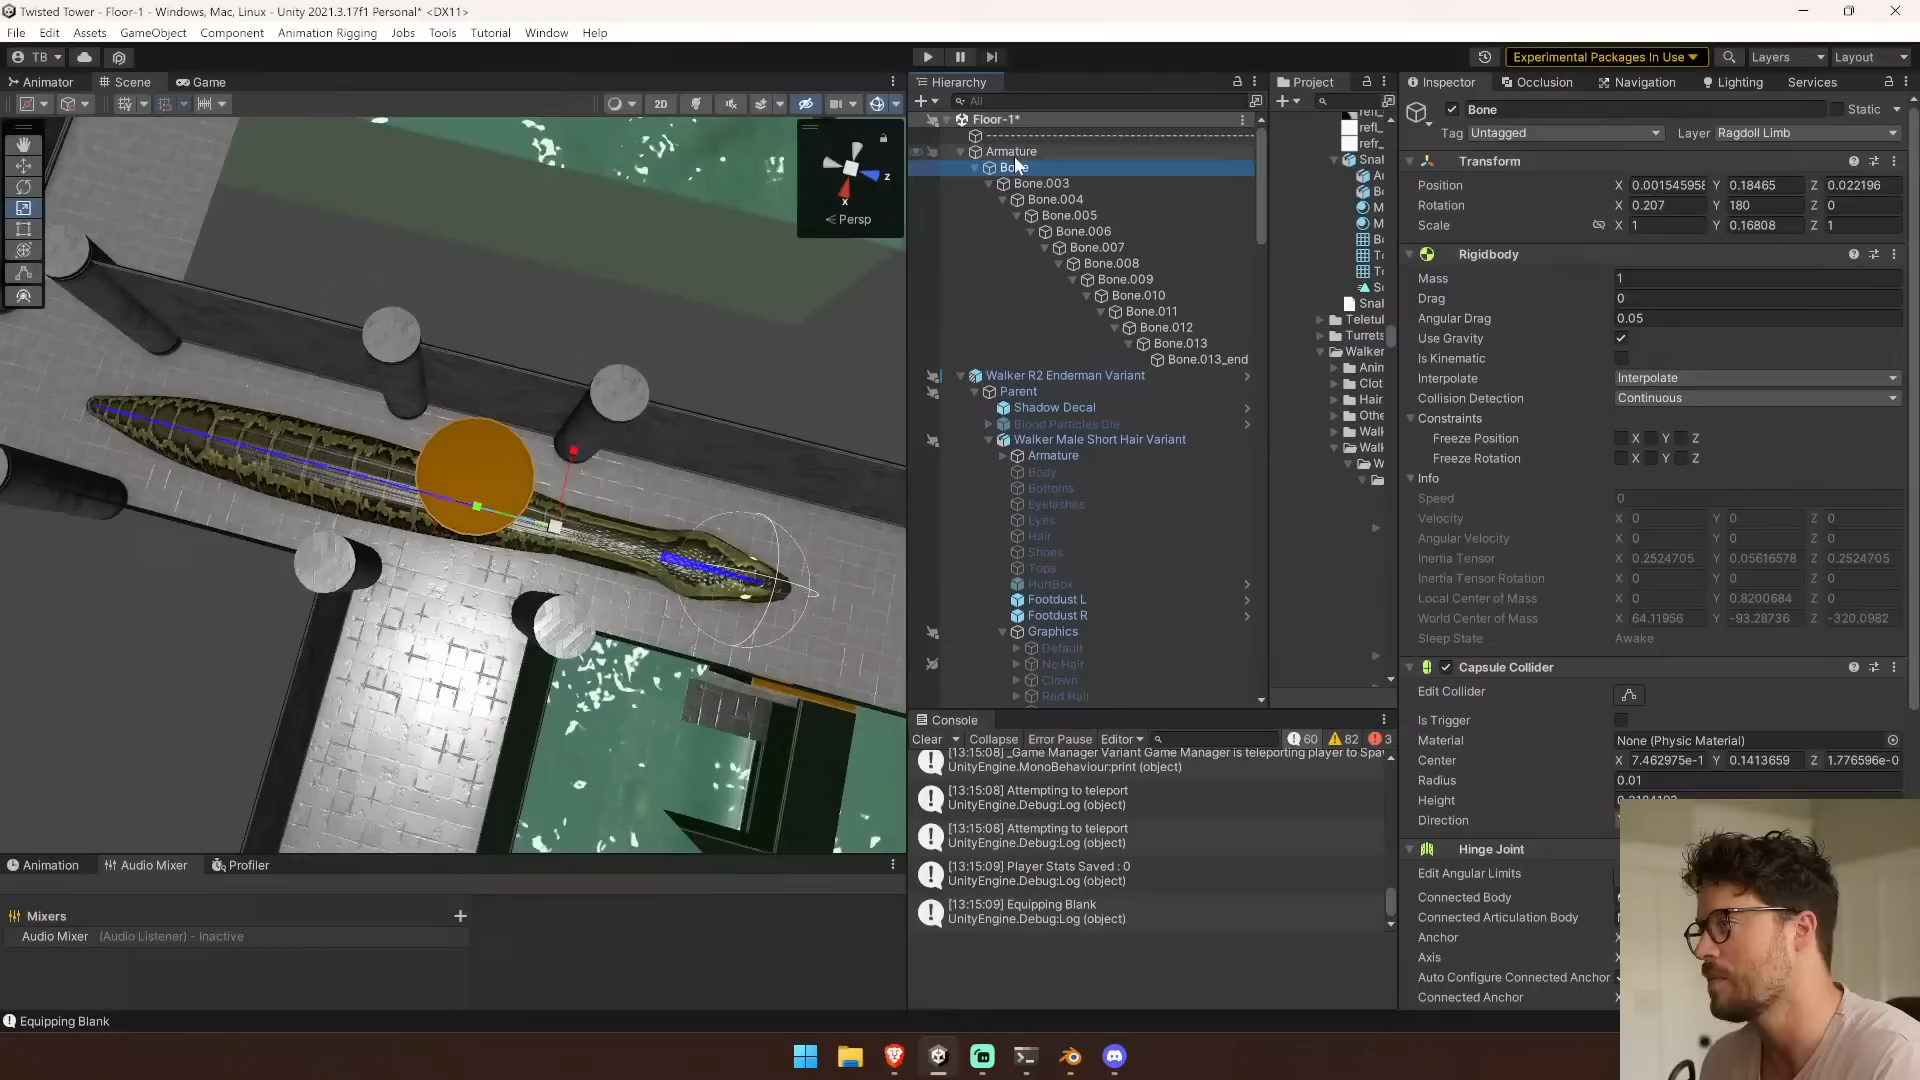 Twisted Tower - Floor-1 - Windows, Mac, Linux - Unity 2021.3.17f1 Personal* <DX11>
File Edit Assets GameObject Component Animation Rigging Jobs Tools Tutorial Window Help
TB
Experimental Packages In Use
Layers
Layout
Animator
Scene
Game
2D
z
x
Persp
Hierarchy
All
Floor-1*
Armature
Bone
Bone.003
Bone.004
Bone.005
Bone.006
Bone.007
Bone.008
Bone.009
Bone.010
Bone.011
Bone.012
Bone.013
Bone.013_end
Walker R2 Enderman Variant
Parent
Shadow Decal
Blood Particles Die
Walker Male Short Hair Variant
Armature
Body
Bottoms
Eyelashes
Eyes
Hair
Shoes
Tops
HurtBox
Footdust L
Footdust R
Graphics
Default
No Hair
Clown
Red Hair
Project
refl_
refr_
Snak
Ar
Bo
M
M
Bo
To
To
Sc
Snak
Teletub
Turrets
Walker
Anim
Clot
Hair
Othe
Walk
Walk
W
Inspector
Occlusion
Navigation
Lighting
Services
Bone
Static
Tag Untagged
Layer Ragdoll Limb
Transform
Position X 0.001545958 Y 0.18465 Z 0.022196
Rotation X 0.207 Y 180 Z 0
Scale X 1 Y 0.16808 Z 1
Rigidbody
Mass 1
Drag 0
Angular Drag 0.05
Use Gravity
Is Kinematic
Interpolate Interpolate
Collision Detection Continuous
Constraints
Freeze Position X Y Z
Freeze Rotation X Y Z
Info
Speed 0
Velocity X 0 Y 0 Z 0
Angular Velocity X 0 Y 0 Z 0
Inertia Tensor X 0.2524705 Y 0.05616578 Z 0.2524705
Inertia Tensor Rotation X 0 Y 0 Z 0
Local Center of Mass X 0 Y 0.8200684 Z 0
World Center of Mass X 64.11956 Y -93.28736 Z -320.0982
Sleep State Awake
Capsule Collider
Edit Collider
Is Trigger
Material None (Physic Material)
Center X 7.462975e-1 Y 0.1413659 Z 1.776596e-0
Radius 0.01
Height
Direction
Hinge Joint
Edit Angular Limits
Connected Body
Connected Articulation Body
Anchor X
Axis X
Auto Configure Connected Anchor
Connected Anchor X
Console
Clear Collapse Error Pause Editor 60 82 3
[13:15:08] _Game Manager Variant Game Manager is teleporting player to Spaw
UnityEngine.MonoBehaviour:print (object)
[13:15:08] Attempting to teleport
UnityEngine.Debug:Log (object)
[13:15:08] Attempting to teleport
UnityEngine.Debug:Log (object)
[13:15:09] Player Stats Saved : 0
UnityEngine.Debug:Log (object)
[13:15:09] Equipping Blank
UnityEngine.Debug:Log (object)
Animation
Audio Mixer
Profiler
Mixers
Audio Mixer (Audio Listener) - Inactive
Equipping Blank